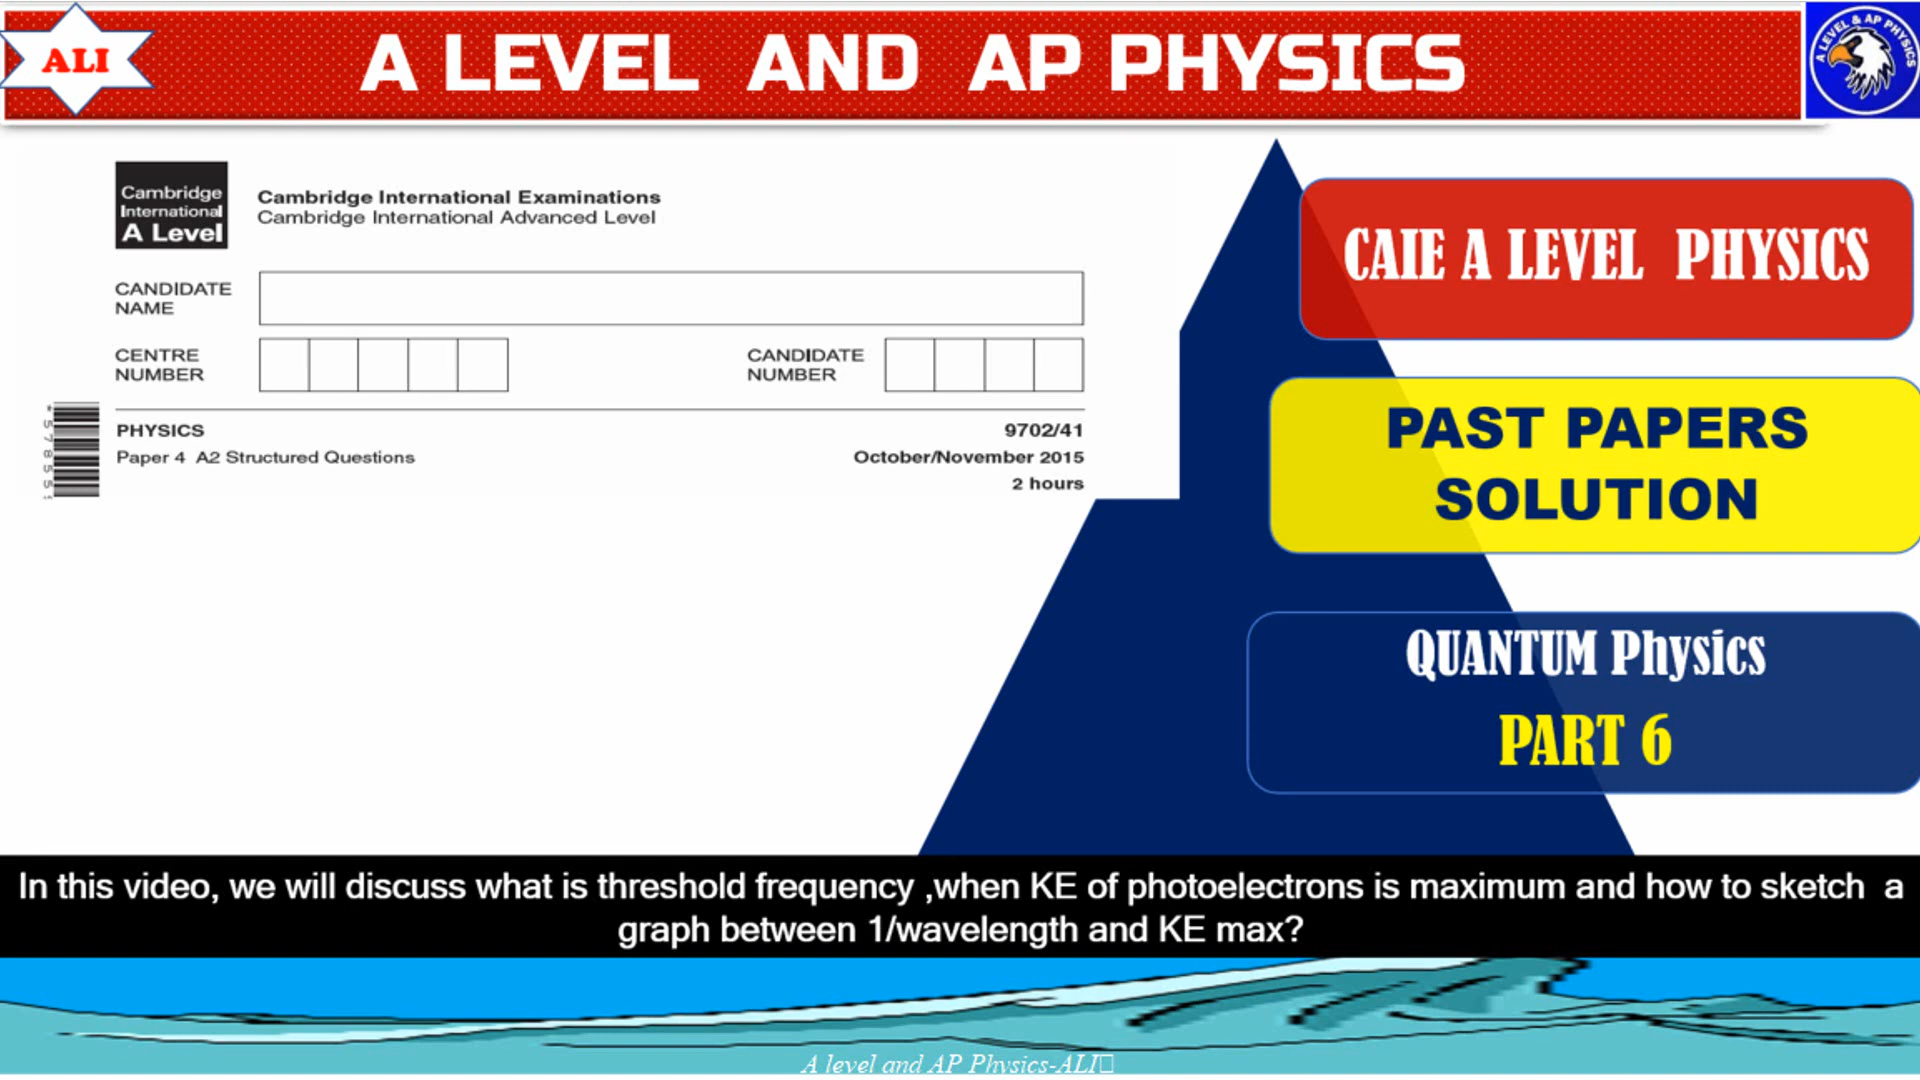 ALI
A LEVEL AND AP PHYSICS
A LEVEL & AP PHYSICS
Cambridge
International
A Level
Cambridge International Examinations
Cambridge International Advanced Level
CANDIDATE
NAME
CENTRE
NUMBER
CANDIDATE
NUMBER
PHYSICS
9702/41
Paper 4 A2 Structured Questions
October/November 2015
2 hours
CAIE A LEVEL PHYSICS
PAST PAPERS
SOLUTION
QUANTUM Physics
PART 6
In this video, we will discuss what is threshold frequency ,when KE of photoelectrons is maximum and how to sketch a
graph between 1/wavelength and KE max?
A level and AP Physics-ALI